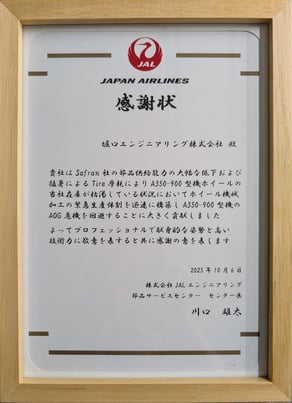 JAL
JAPAN AIRLINES
感謝状
堀口エンジニアリング株式会社 殿
貴社は Safran 社の部品供給能力の大幅な低下および
猛暑による Tire 摩耗により A350-900 型機ホイールの
当社在庫が枯渇している状況においてホイール機械
加工の緊急生産体制を迅速に構築し A350-900 型機の
AOG 危機を回避することに大きく貢献しました
よってプロフェッショナルで献身的な姿勢と高い
技術力に敬意を表すると共に感謝の意を表します
2025 年 10 月 6 日
株式会社 JAL エンジニアリング
部品サービスセンター センター長
川口 雄太